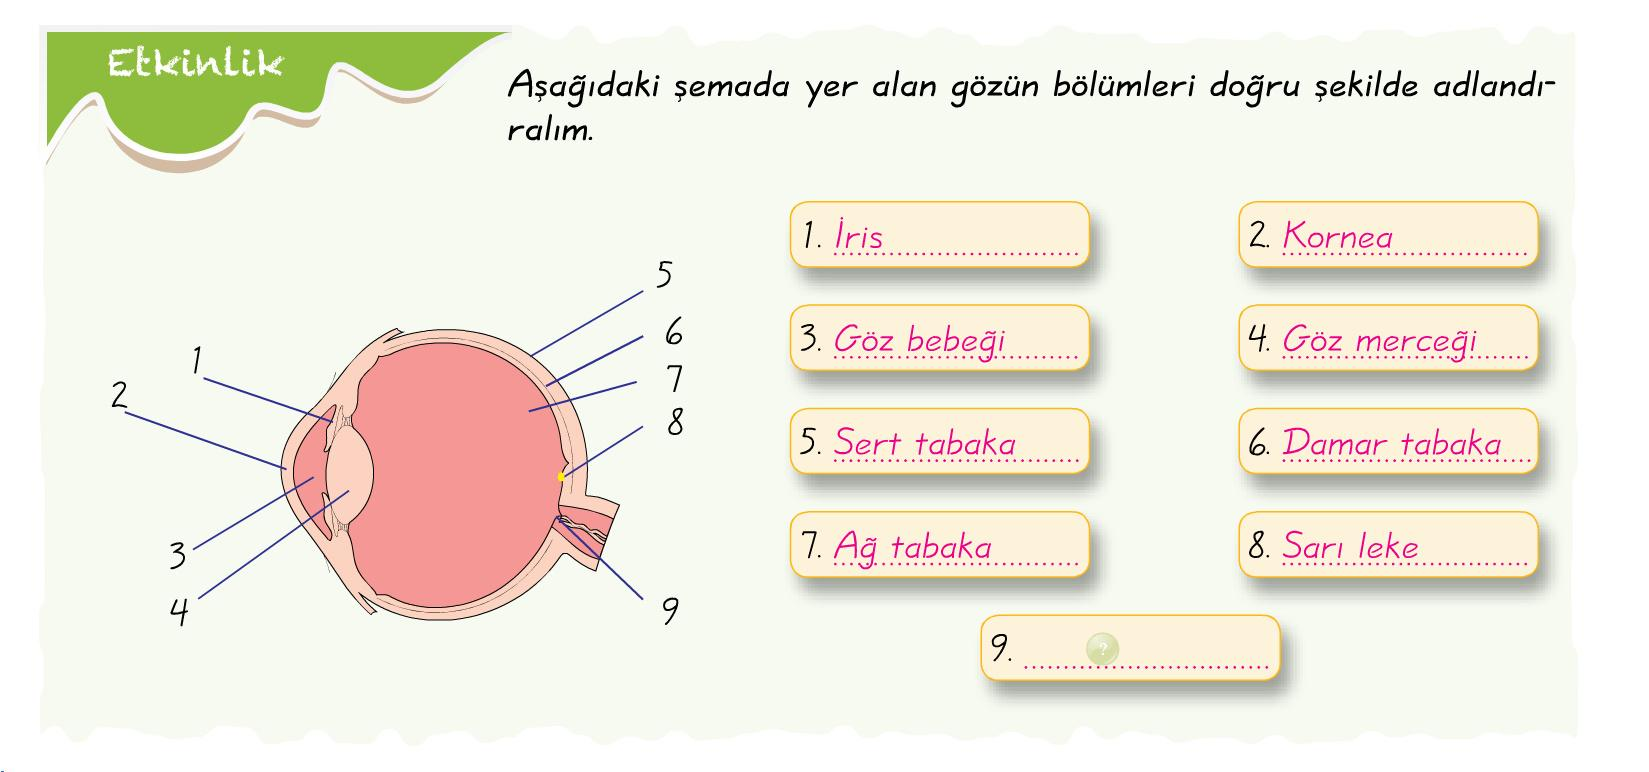 Etkinlik
Aşağıdaki şemada yer alan gözün bölümleri doğru şekilde adlandı-
ralım.
1. İris
2. Kornea
3. Göz bebeği
4. Göz merceği
5. Sert tabaka
6. Damar tabaka
7. Ağ tabaka
8. Sarı leke
9. ?
1
2
3
4
5
6
7
8
9